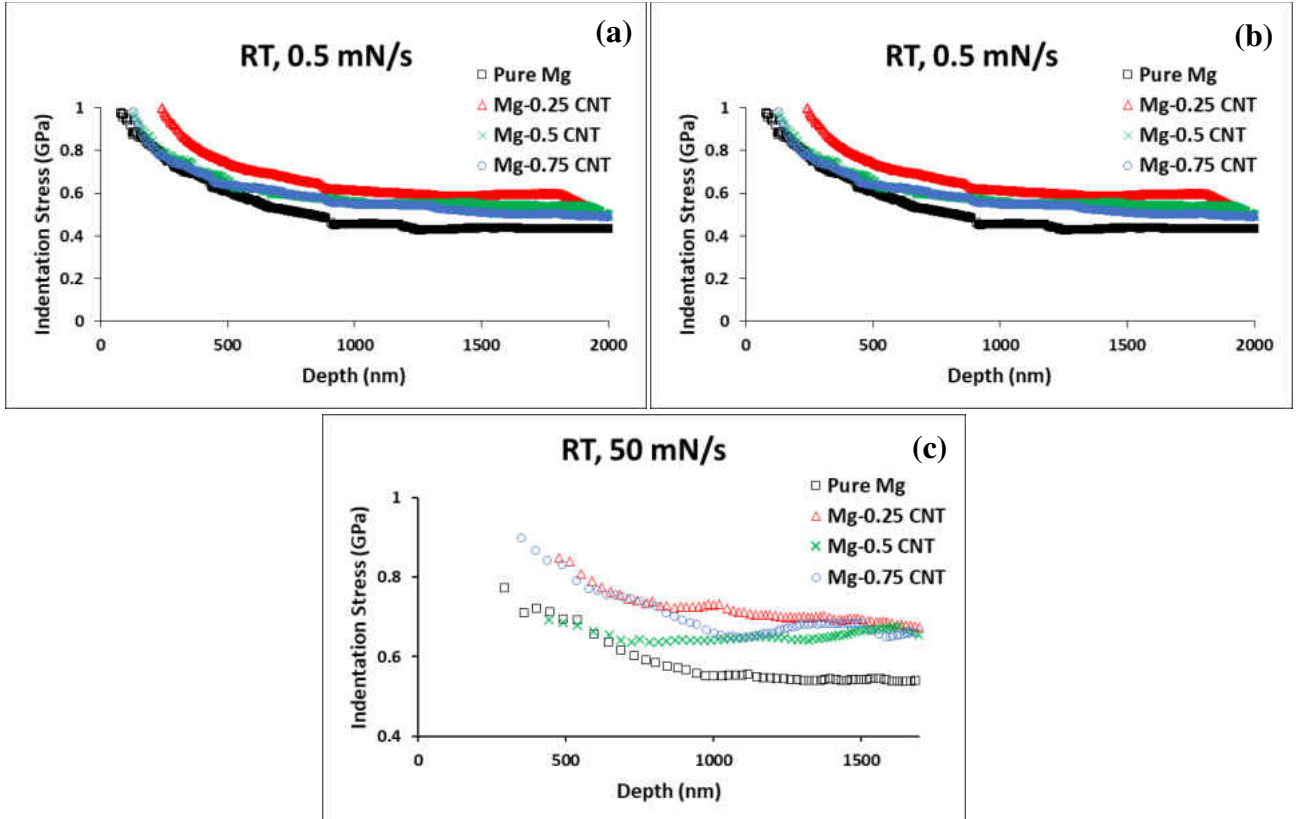 (a)
RT, 0.5 mN/s
Pure Mg
Mg-0.25 CNT
Mg-0.5 CNT
Mg-0.75 CNT
Indentation Stress (GPa)
1
0.8
0.6
0.4
0.2
0
0 500 1000 1500 2000
Depth (nm)
(b)
RT, 0.5 mN/s
Pure Mg
Mg-0.25 CNT
Mg-0.5 CNT
Mg-0.75 CNT
Indentation Stress (GPa)
1
0.8
0.6
0.4
0.2
0
0 500 1000 1500 2000
Depth (nm)
(c)
RT, 50 mN/s
Pure Mg
Mg-0.25 CNT
Mg-0.5 CNT
Mg-0.75 CNT
Indentation Stress (GPa)
1
0.8
0.6
0.4
0 500 1000 1500
Depth (nm)